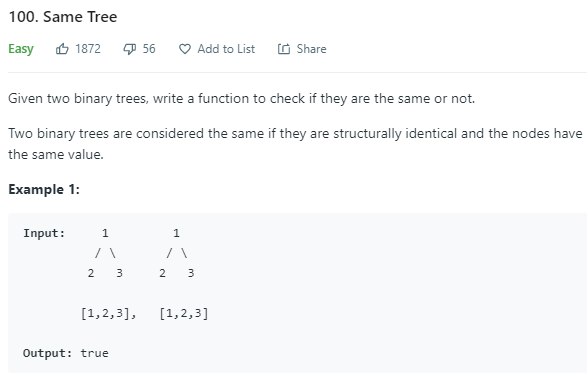 100. Same Tree
Easy 1872 56 Add to List Share
Given two binary trees, write a function to check if they are the same or not.
Two binary trees are considered the same if they are structurally identical and the nodes have
the same value.
Example 1:
Input: 1 1
/ \ / \
2 3 2 3
[1,2,3], [1,2,3]
Output: true